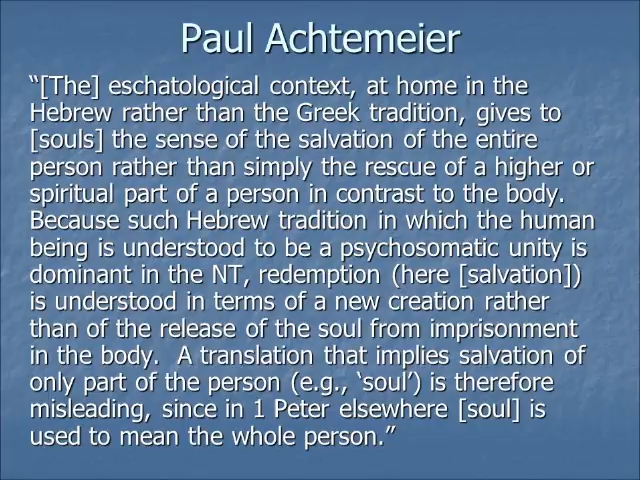 Paul Achtemeier
“[The] eschatological context, at home in the
Hebrew rather than the Greek tradition, gives to
[souls] the sense of the salvation of the entire
person rather than simply the rescue of a higher or
spiritual part of a person in contrast to the body.
Because such Hebrew tradition in which the human
being is understood to be a psychosomatic unity is
dominant in the NT, redemption (here [salvation])
is understood in terms of a new creation rather
than of the release of the soul from imprisonment
in the body.  A translation that implies salvation of
only part of the person (e.g., ‘soul’) is therefore
misleading, since in 1 Peter elsewhere [soul] is
used to mean the whole person.”